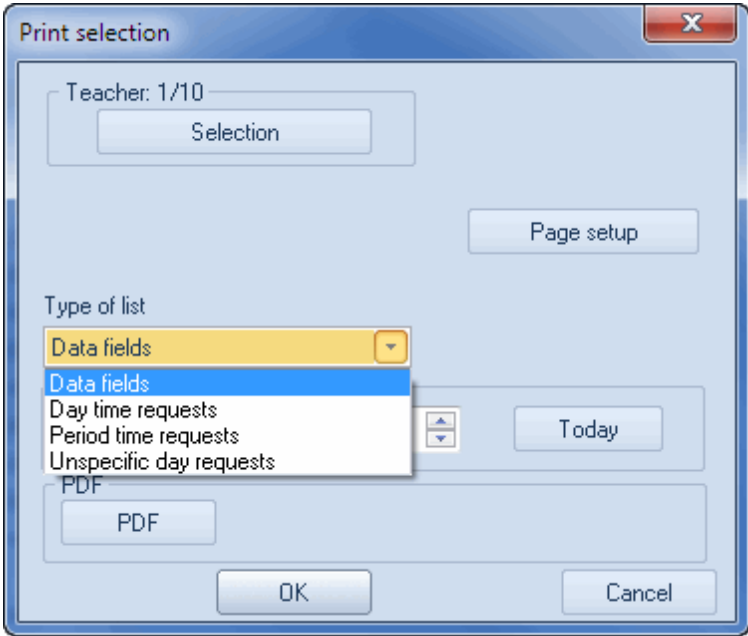 Print selection
Teacher: 1/10
Selection
Page setup
Type of list
Data fields
Data fields
Day time requests
Period time requests
Unspecific day requests
Today
PDF
PDF
OK
Cancel